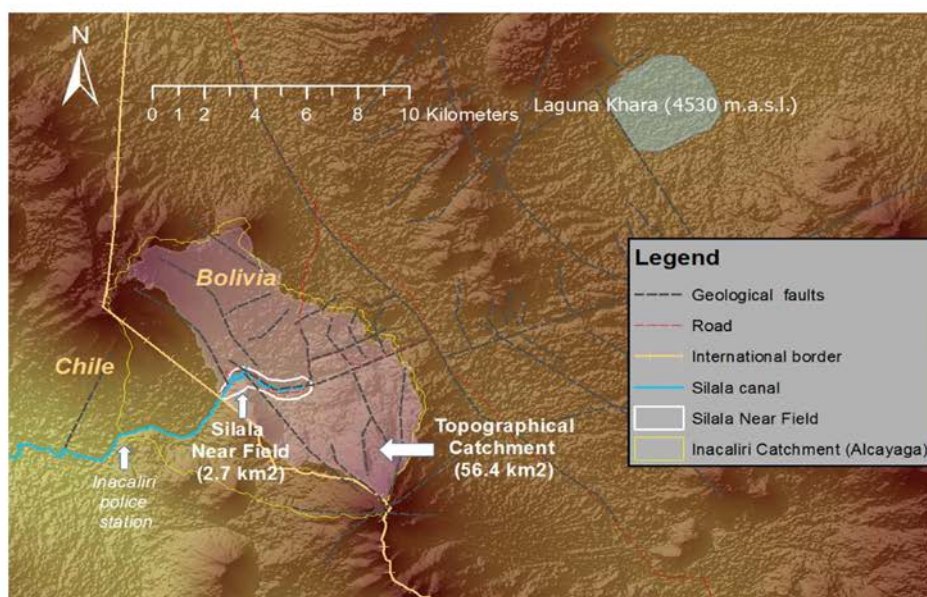 N
0 1 2 4 6 8 10 Kilometers
Laguna Khara (4530 m.a.s.l.)
Bolivia
Chile
Silala
Near Field
(2.7 km2)
Topographical
Catchment
(56.4 km2)
Inacaliri
police
station
Legend
Geological faults
Road
International border
Silala canal
Silala Near Field
Inacaliri Catchment (Alcayaga)